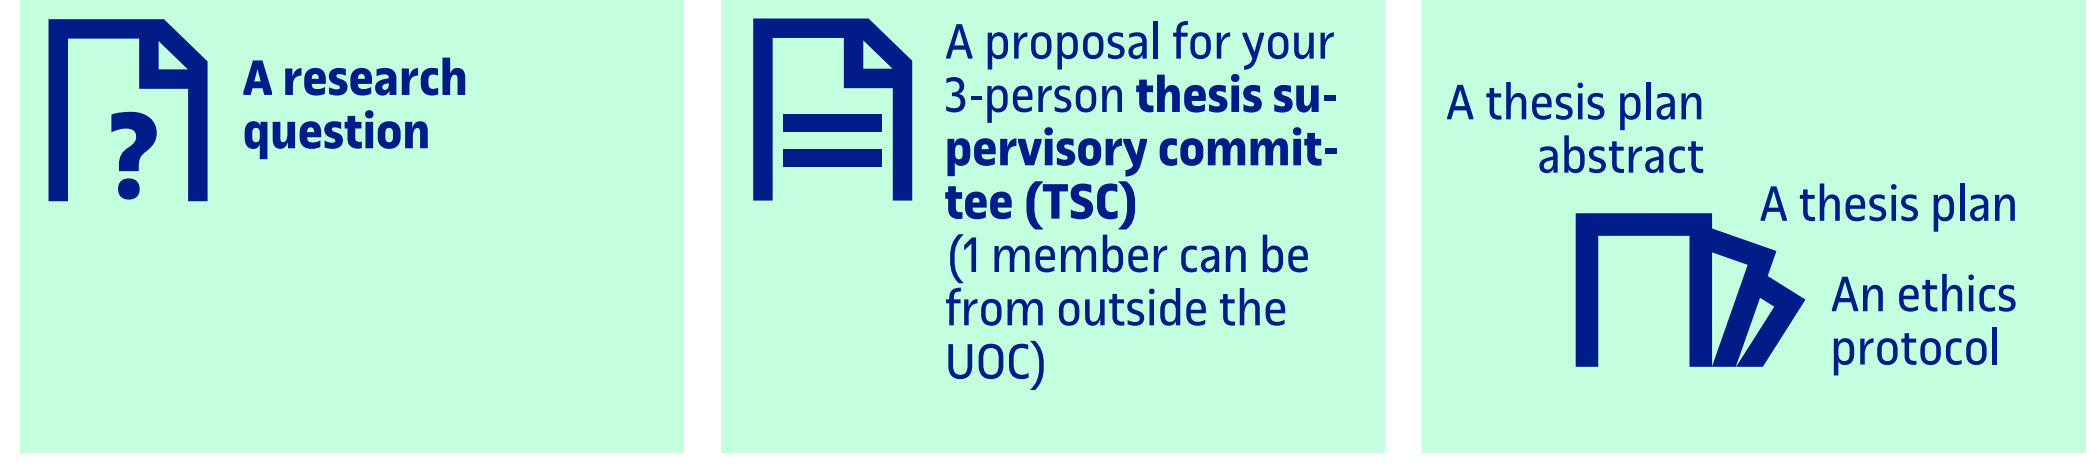 A research
question
A proposal for your
3-person thesis su-
pervisory commit-
tee (TSC)
(1 member can be
from outside the
UOC)
A thesis plan
abstract
A thesis plan
An ethics
protocol
?